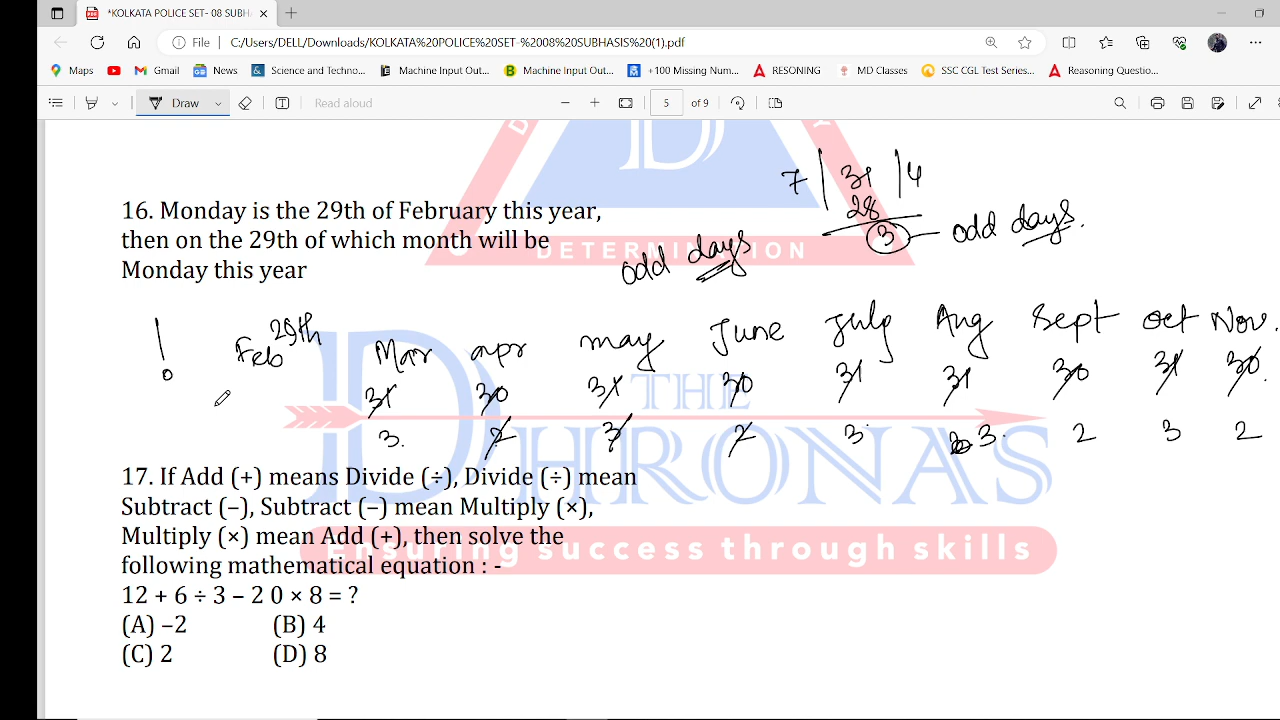 *KOLKATA POLICE SET- 08 SUBH
File C:/Users/DELL/Downloads/KOLKATA%20POLICE%20SET-%2008%20SUBHASIS%20(1).pdf
Maps Gmail News Science and Techno... Machine Input Out... Machine Input Out... +100 Missing Num... RESONING MD Classes SSC CGL Test Series... Reasoning Questio...
Draw Read aloud 5 of 9
16. Monday is the 29th of February this year,
then on the 29th of which month will be
Monday this year
7 31 4
28
3 odd days.
odd days
DETERMINATION
Feb 29th Mar apr may June July Aug Sept oct Nov.
31 30 31 30 31 31 30 31 30.
3. 2 3 2 3 3. 2 3 2
THE
DHRONAS
Ensuring success through skills
17. If Add (+) means Divide (÷), Divide (÷) mean
Subtract (–), Subtract (–) mean Multiply (×),
Multiply (×) mean Add (+), then solve the
following mathematical equation : -
12 + 6 ÷ 3 – 2 0 × 8 = ?
(A) –2 (B) 4
(C) 2 (D) 8